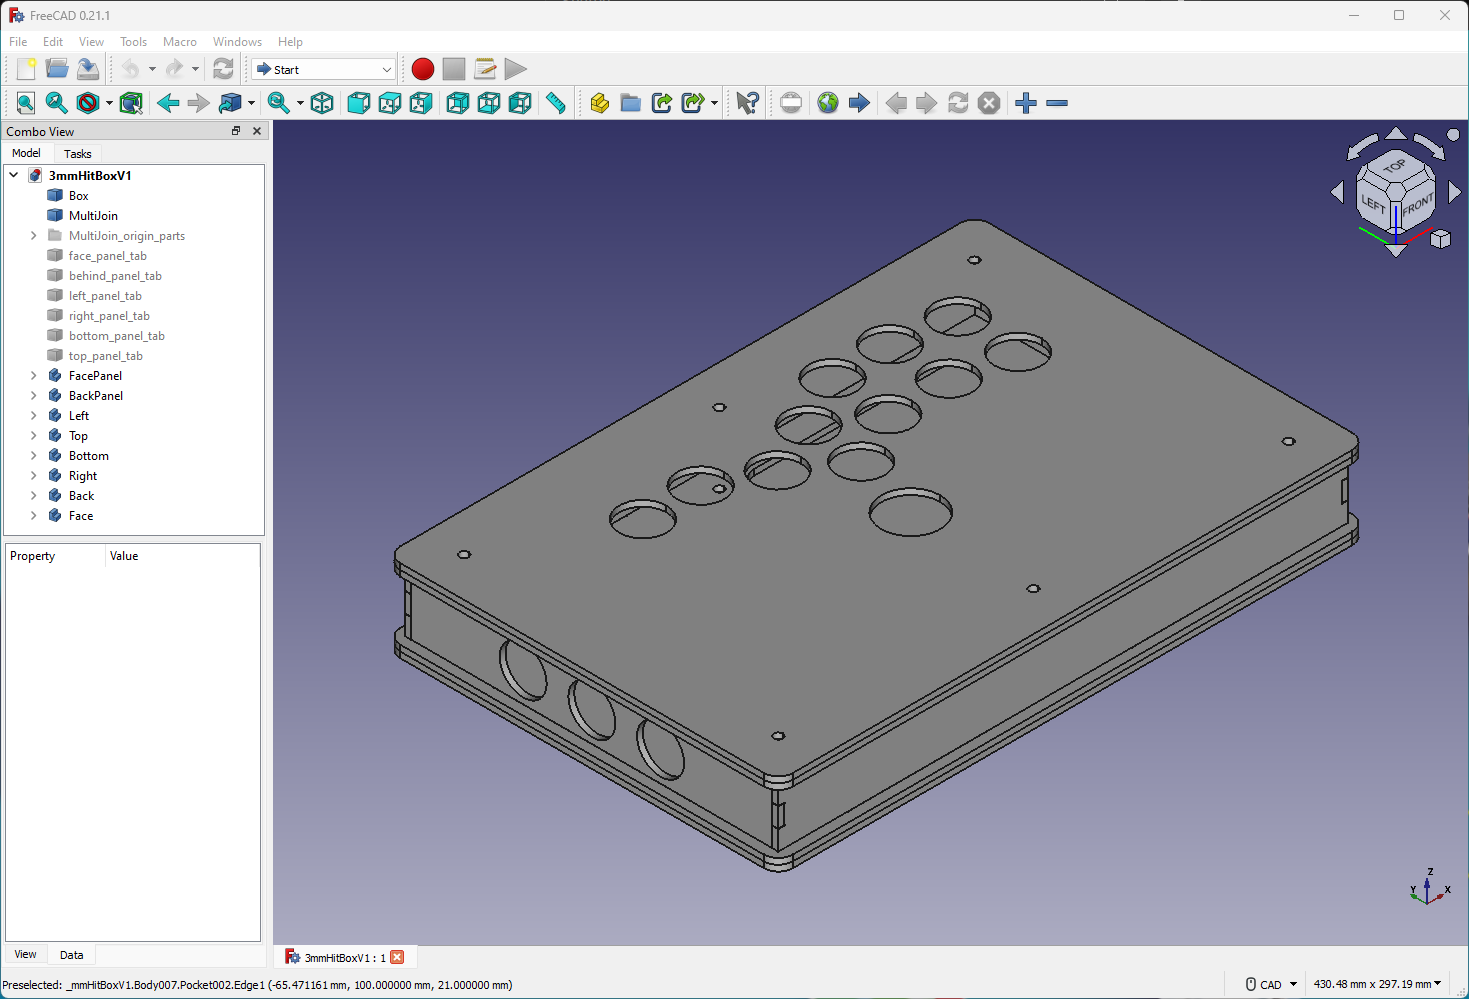 FreeCAD 0.21.1
File Edit View Tools Macro Windows Help
Start
Combo View
Model Tasks
3mmHitBoxV1
Box
MultiJoin
MultiJoin_origin_parts
face_panel_tab
behind_panel_tab
left_panel_tab
right_panel_tab
bottom_panel_tab
top_panel_tab
FacePanel
BackPanel
Left
Top
Bottom
Right
Back
Face
Property Value
TOP
LEFT FRONT
Z
Y X
View Data
3mmHitBoxV1 : 1
Preselected: _mmHitBoxV1.Body007.Pocket002.Edge1 (-65.471161 mm, 100.000000 mm, 21.000000 mm)
CAD
430.48 mm x 297.19 mm